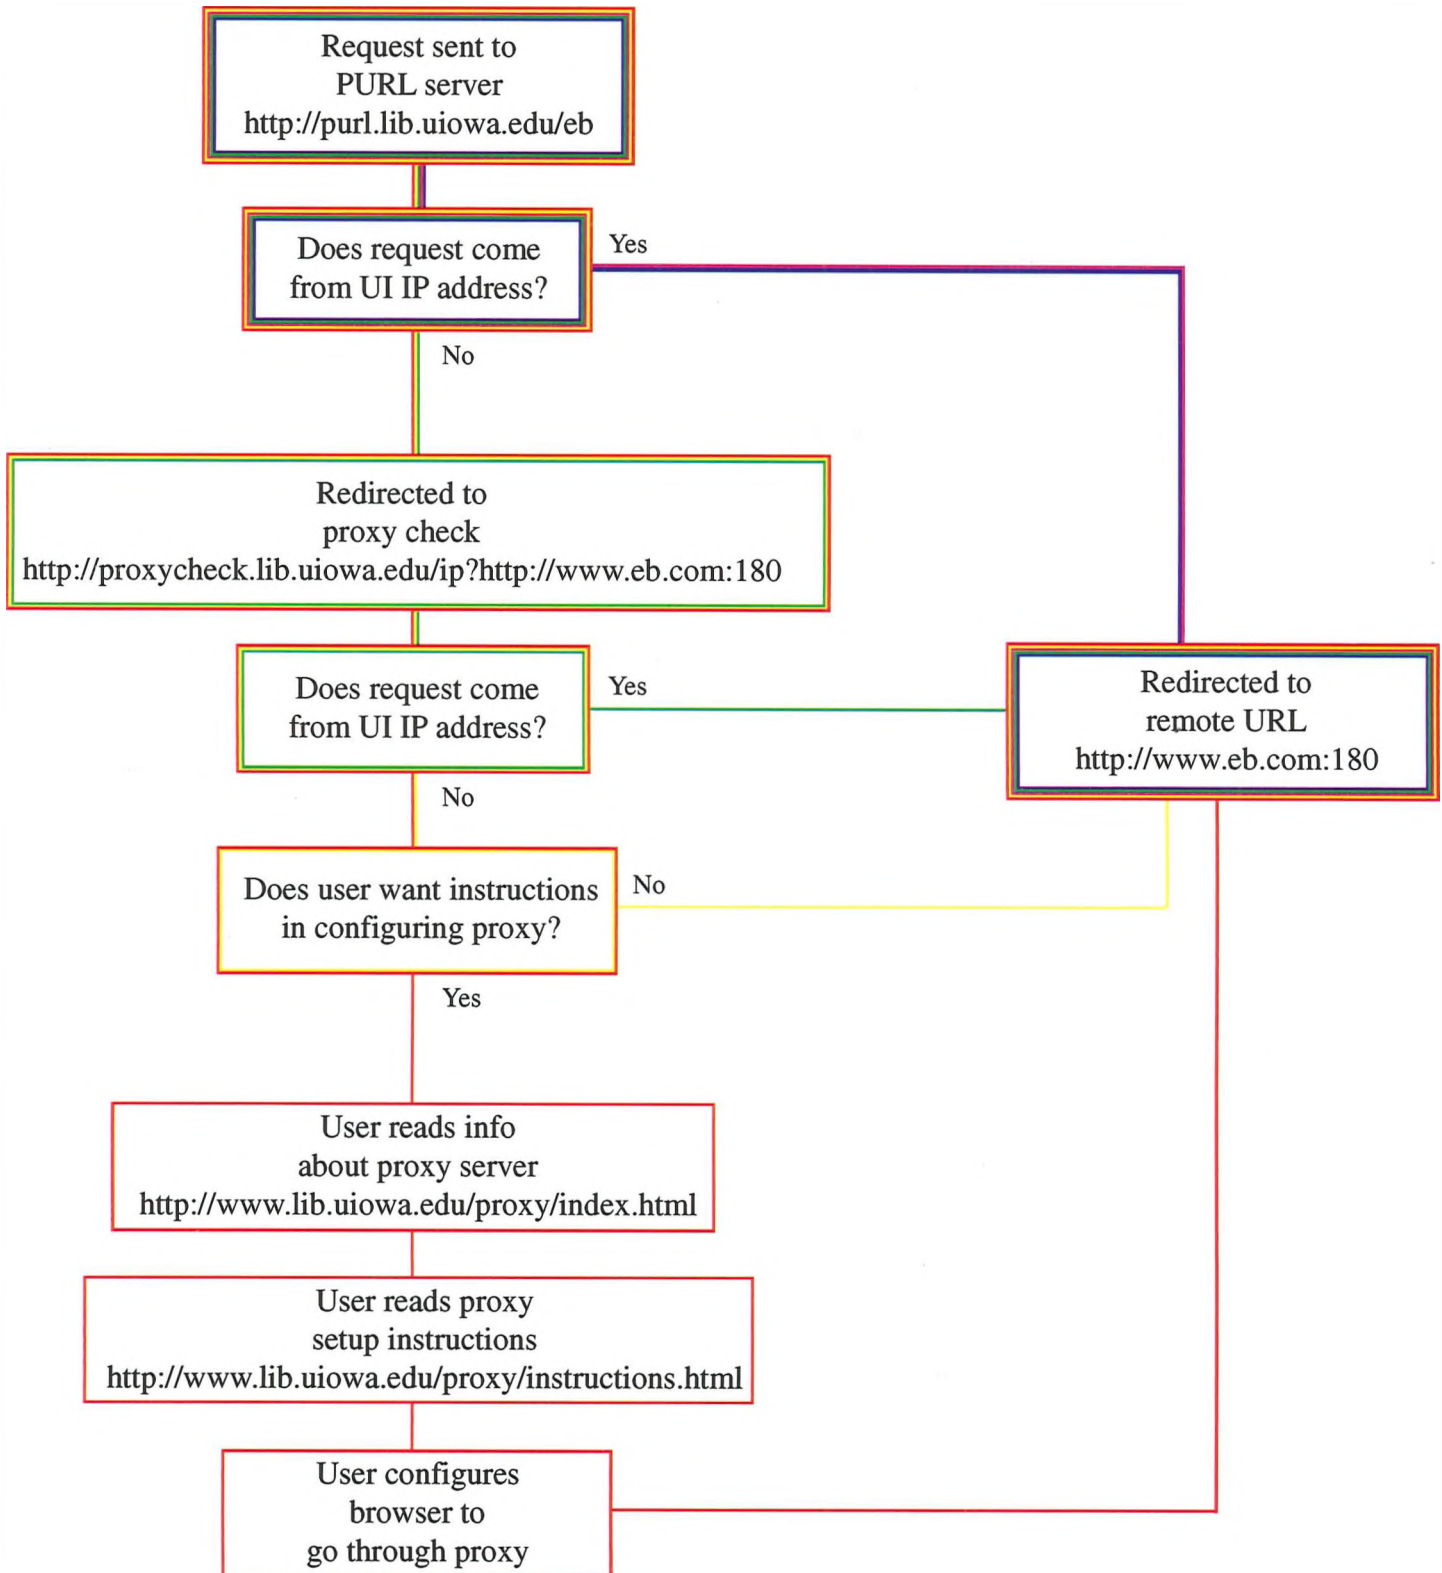 Request sent to
PURL server
http://purl.lib.uiowa.edu/eb
Does request come
from UI IP address?
Yes
No
Redirected to
proxy check
http://proxycheck.lib.uiowa.edu/ip?http://www.eb.com:180
Does request come
from UI IP address?
Yes
Redirected to
remote URL
http://www.eb.com:180
No
Does user want instructions
in configuring proxy?
No
Yes
User reads info
about proxy server
http://www.lib.uiowa.edu/proxy/index.html
User reads proxy
setup instructions
http://www.lib.uiowa.edu/proxy/instructions.html
User configures
browser to
go through proxy